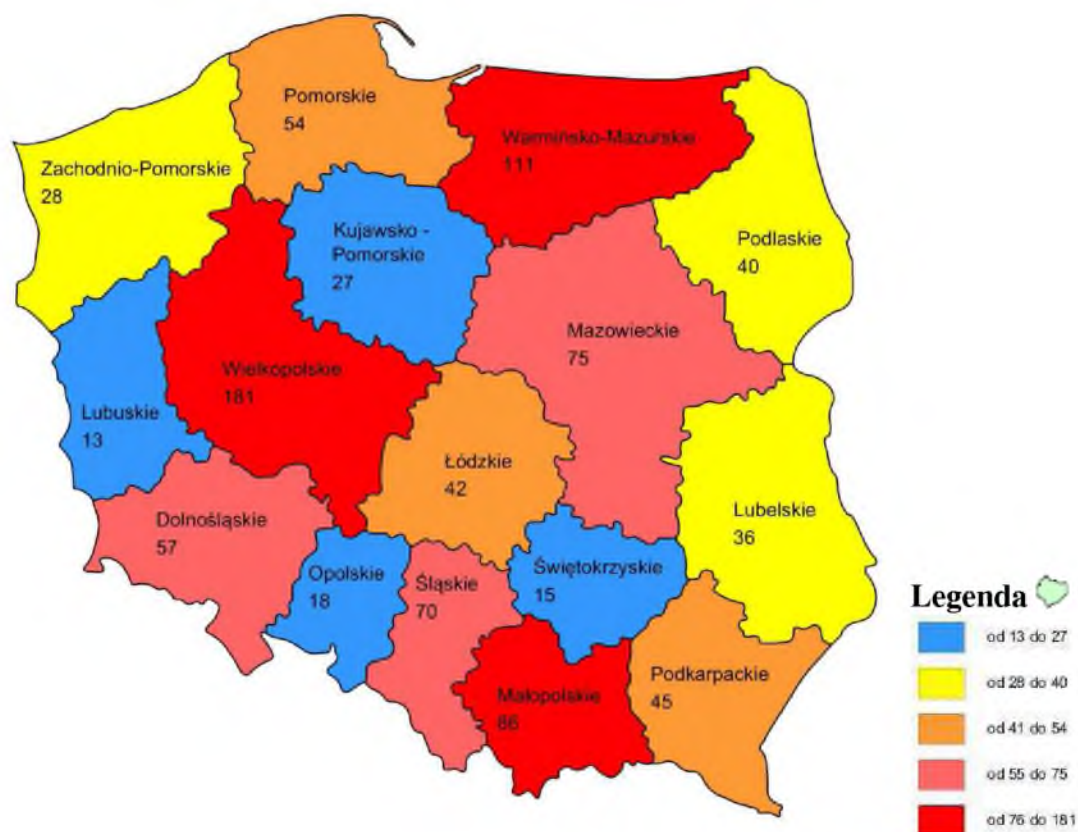 Pomorskie
54
Warmińsko-Mazurskie
111
Zachodnio-Pomorskie
28
Kujawsko -
Pomorskie
27
Podlaskie
40
Mazowieckie
75
Wielkopolskie
181
Lubuskie
13
Łódzkie
42
Lubelskie
36
Dolnośląskie
57
Opolskie
18
Śląskie
70
Świętokrzyskie
15
Małopolskie
86
Podkarpackie
45
Legenda
od 13 do 27
od 28 do 40
od 41 do 54
od 55 do 75
od 76 do 181